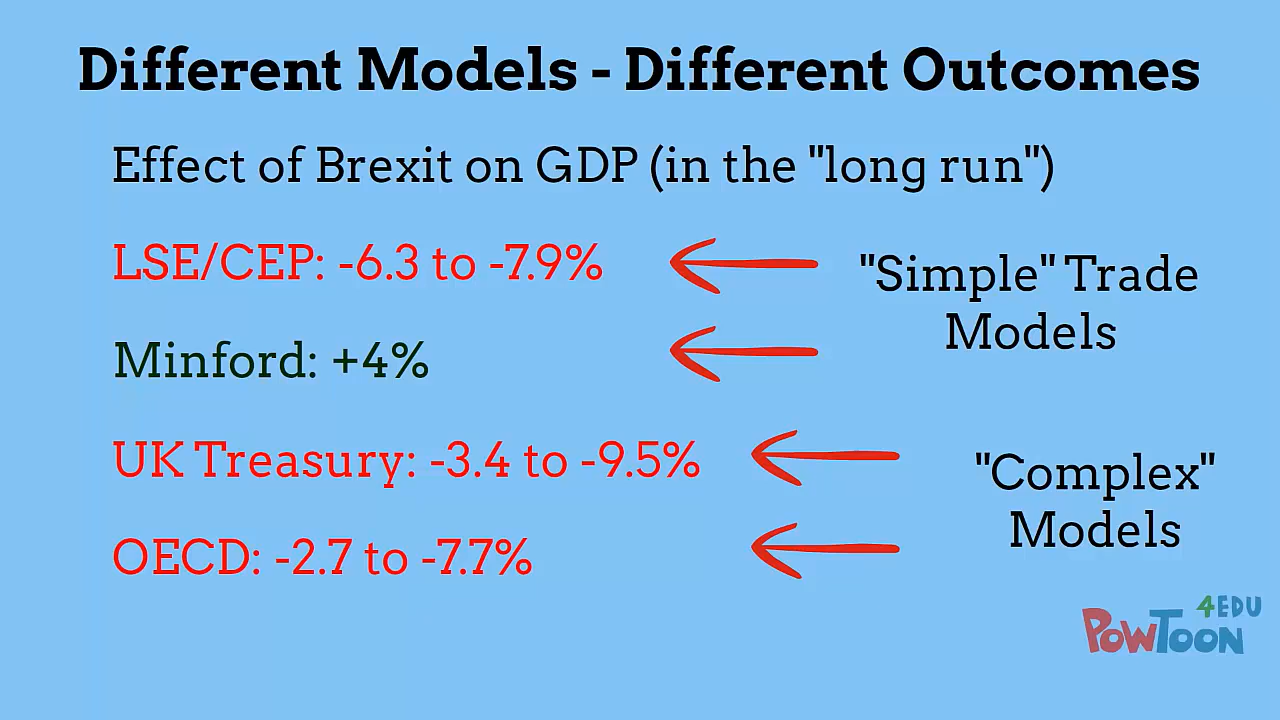 Different Models - Different Outcomes
Effect of Brexit on GDP (in the "long run")
LSE/CEP: -6.3 to -7.9%
"Simple" Trade
Models
Minford: +4%
UK Treasury: -3.4 to -9.5%
"Complex"
Models
OECD: -2.7 to -7.7%
4EDU
POWTOON